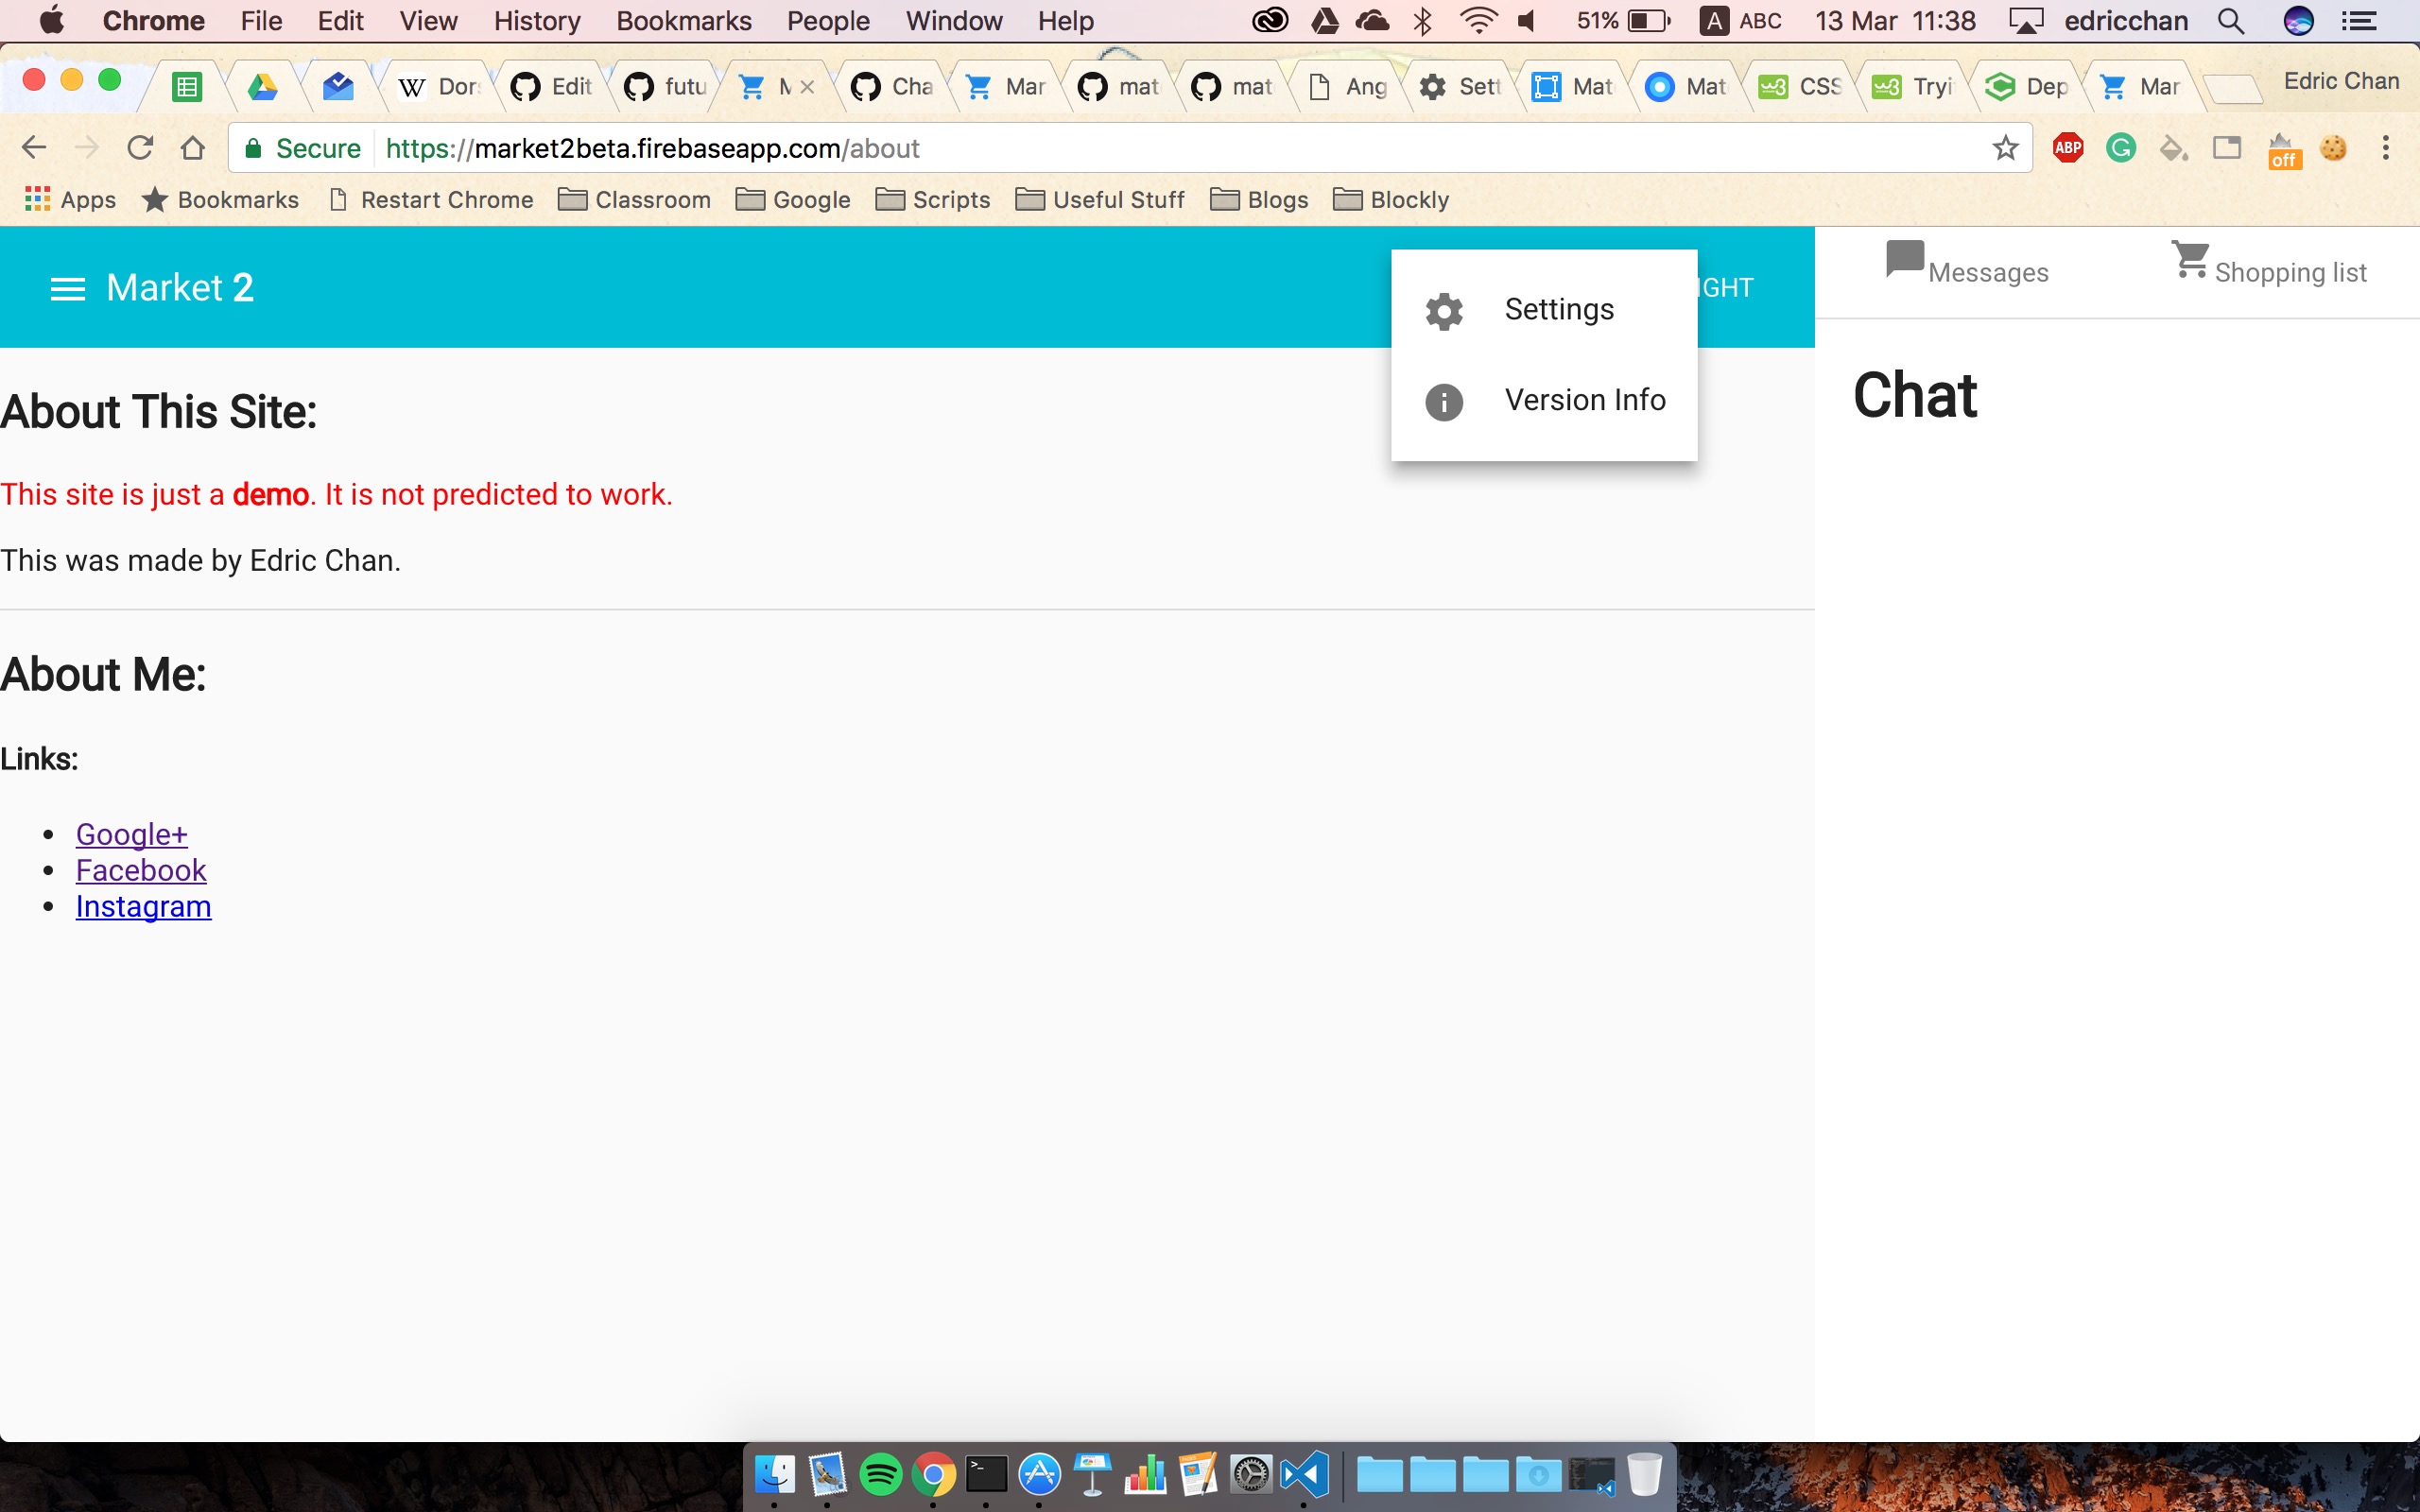 Chrome File Edit View History Bookmarks People Window Help 51% A ABC 13 Mar 11:38 edricchan
W Dor Edit futu M Cha Mar mat mat Ang Sett Mat Mat w3 CSS w3 Tryi Dep Mar Edric Chan
Secure https://market2beta.firebaseapp.com/about ABP off
Apps Bookmarks Restart Chrome Classroom Google Scripts Useful Stuff Blogs Blockly
Market 2 IGHT
Settings
Version Info
Messages Shopping list
Chat
About This Site:
This site is just a demo. It is not predicted to work.
This was made by Edric Chan.
About Me:
Links:
• Google+
• Facebook
• Instagram